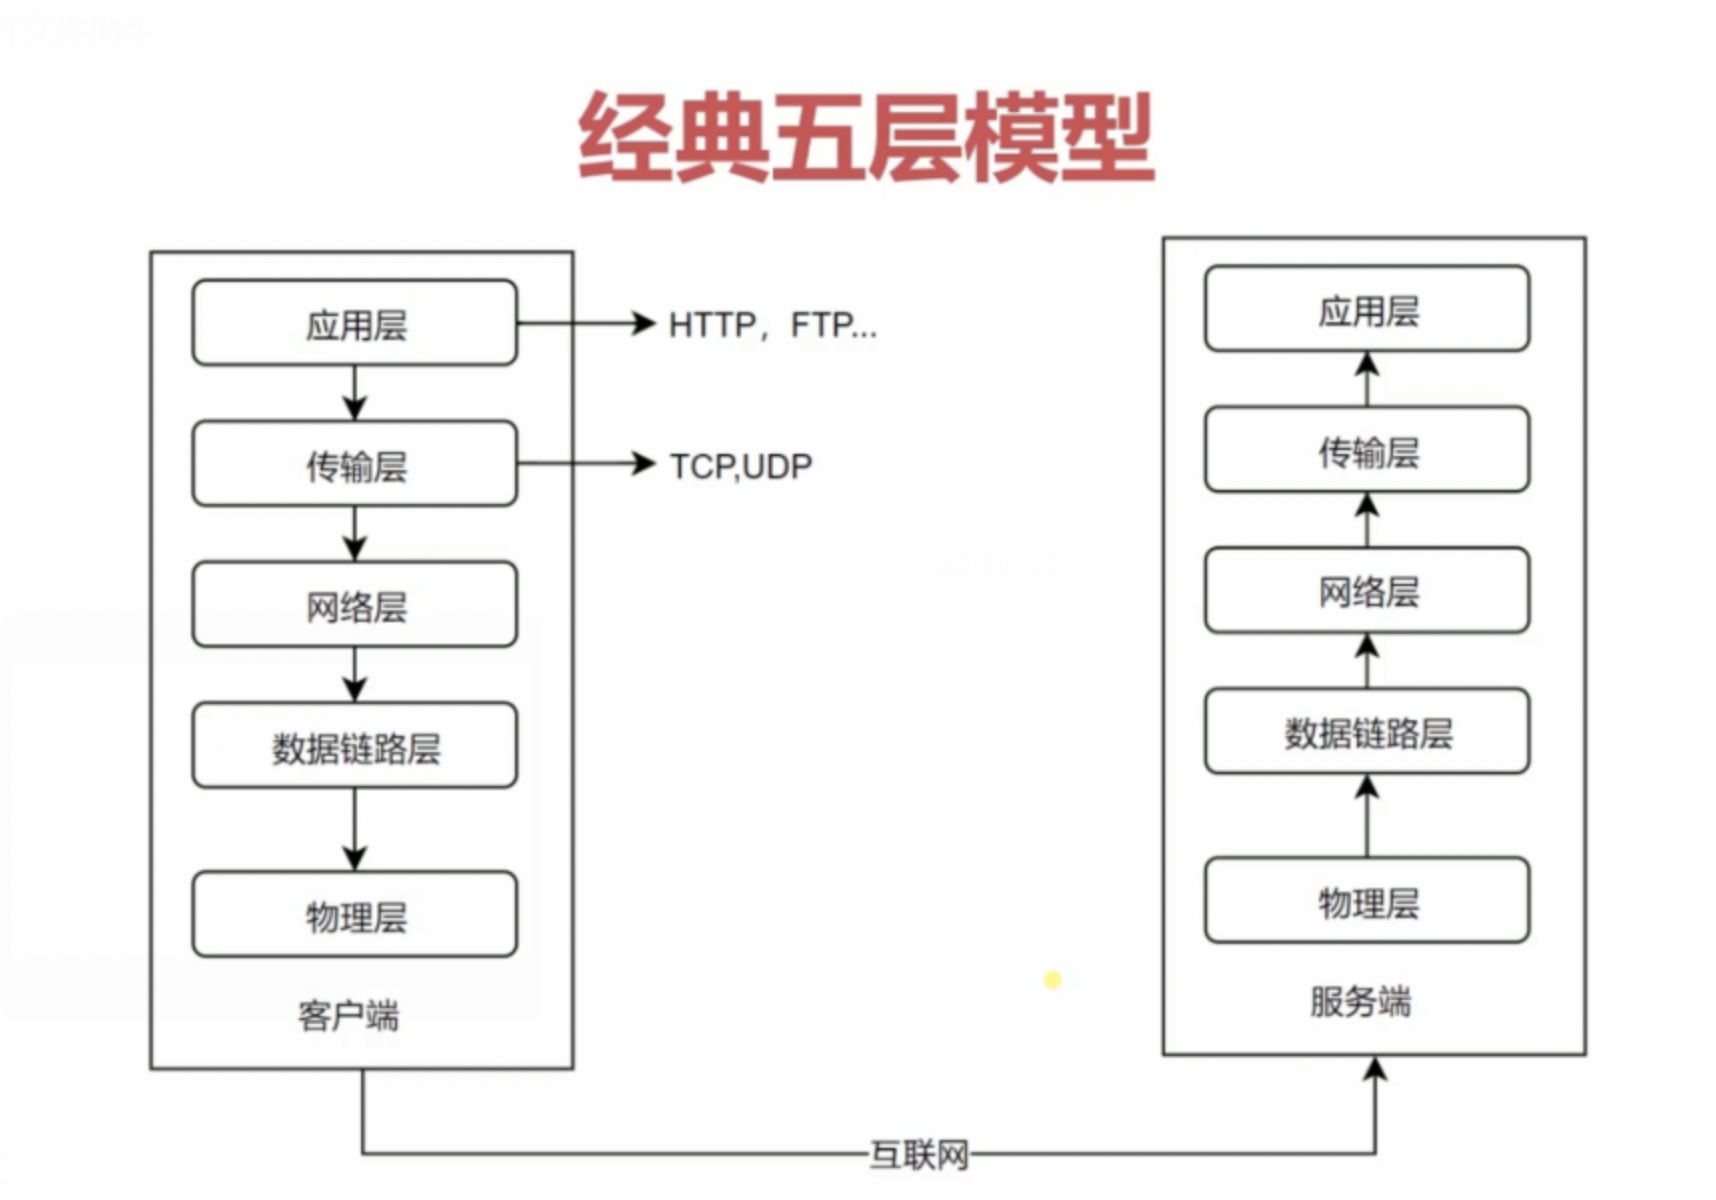 经典五层模型
应用层
HTTP，FTP...
传输层
TCP,UDP
网络层
数据链路层
物理层
客户端
应用层
传输层
网络层
数据链路层
物理层
服务端
互联网